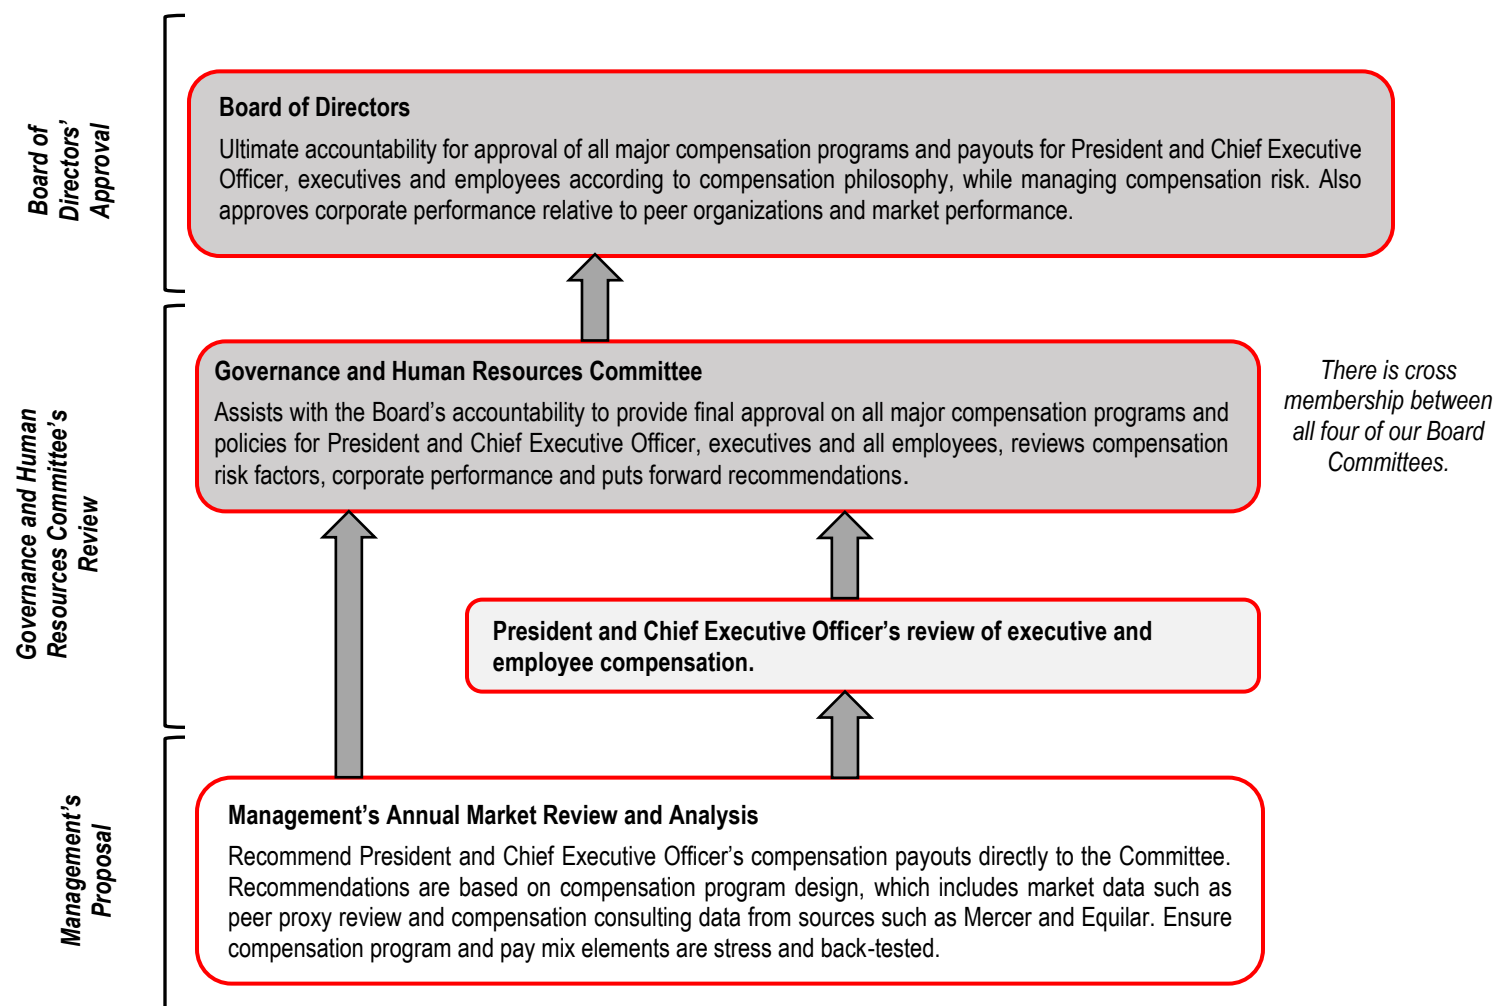 Board of
Directors’
Approval
Board of Directors
Ultimate accountability for approval of all major compensation programs and payouts for President and Chief Executive
Officer, executives and employees according to compensation philosophy, while managing compensation risk. Also
approves corporate performance relative to peer organizations and market performance.
Governance and Human
Resources Committee’s
Review
Governance and Human Resources Committee
Assists with the Board’s accountability to provide final approval on all major compensation programs and
policies for President and Chief Executive Officer, executives and all employees, reviews compensation
risk factors, corporate performance and puts forward recommendations.
There is cross
membership between
all four of our Board
Committees.
President and Chief Executive Officer’s review of executive and
employee compensation.
Management’s
Proposal
Management’s Annual Market Review and Analysis
Recommend President and Chief Executive Officer’s compensation payouts directly to the Committee.
Recommendations are based on compensation program design, which includes market data such as
peer proxy review and compensation consulting data from sources such as Mercer and Equilar. Ensure
compensation program and pay mix elements are stress and back-tested.